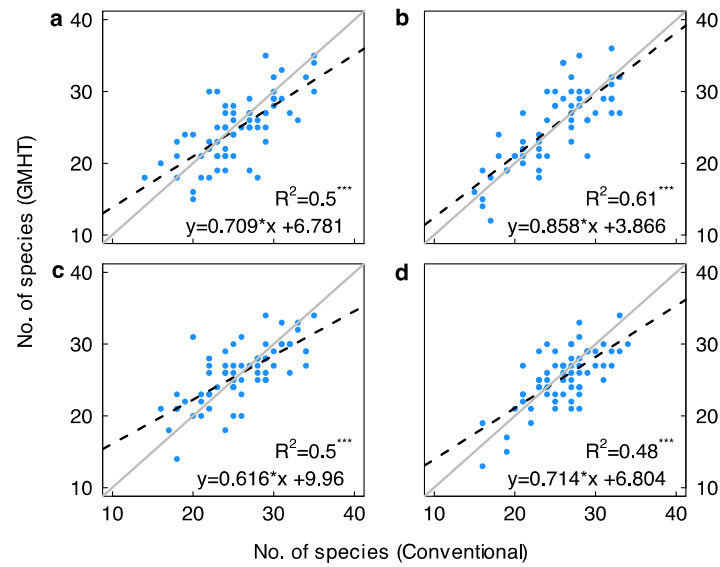 a
b
40
40
30
30
20
20
R²=0.5***
R²=0.61***
y=0.709*x +6.781
y=0.858*x +3.866
10
10
No. of species (GMHT)
c
d
40
40
30
30
20
20
R²=0.5***
R²=0.48***
y=0.616*x +9.96
y=0.714*x +6.804
10
10
10 20 30 40 10 20 30 40
No. of species (Conventional)